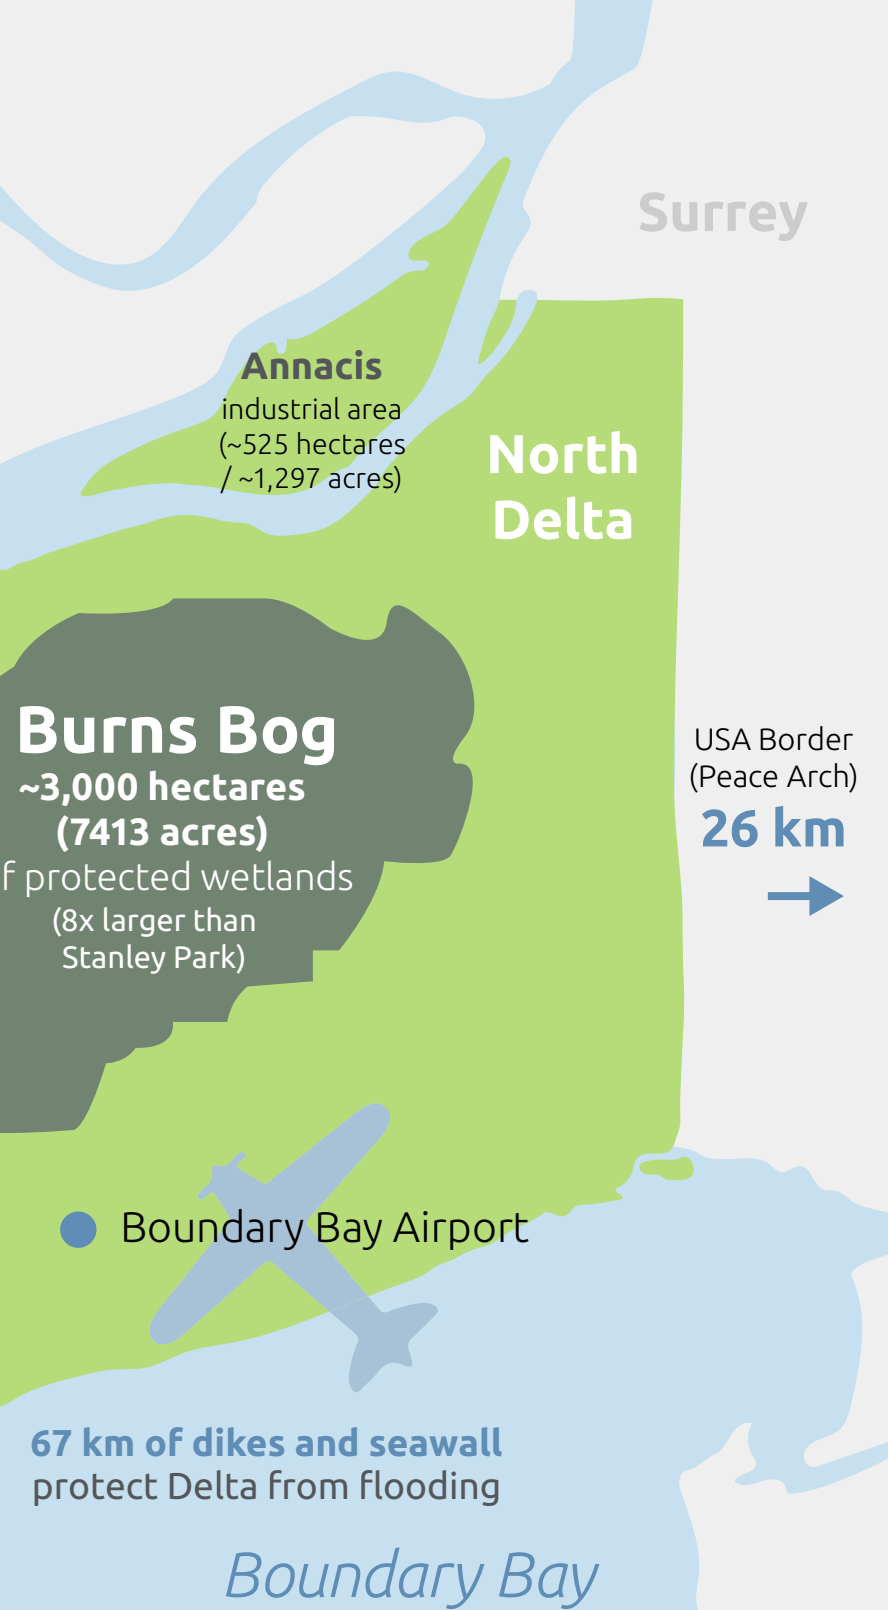 Surrey
Annacis
industrial area
(~525 hectares
/ ~1,297 acres)
North
Delta
Burns Bog
~3,000 hectares
(7413 acres)
f protected wetlands
(8x larger than
Stanley Park)
USA Border
(Peace Arch)
26 km
Boundary Bay Airport
67 km of dikes and seawall
protect Delta from flooding
Boundary Bay